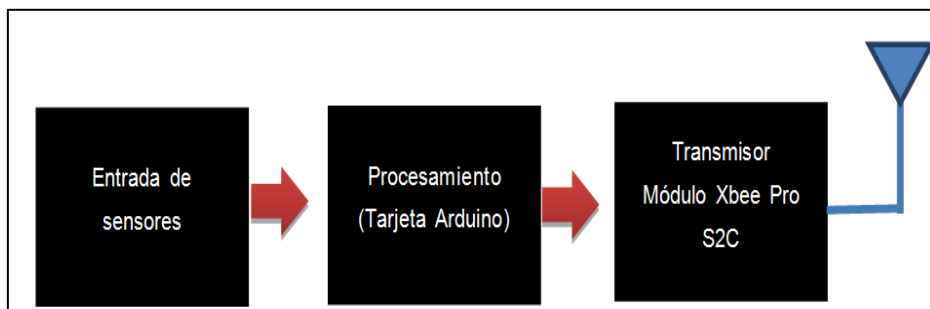 Entrada de
sensores
Procesamiento
(Tarjeta Arduino)
Transmisor
Módulo Xbee Pro
S2C